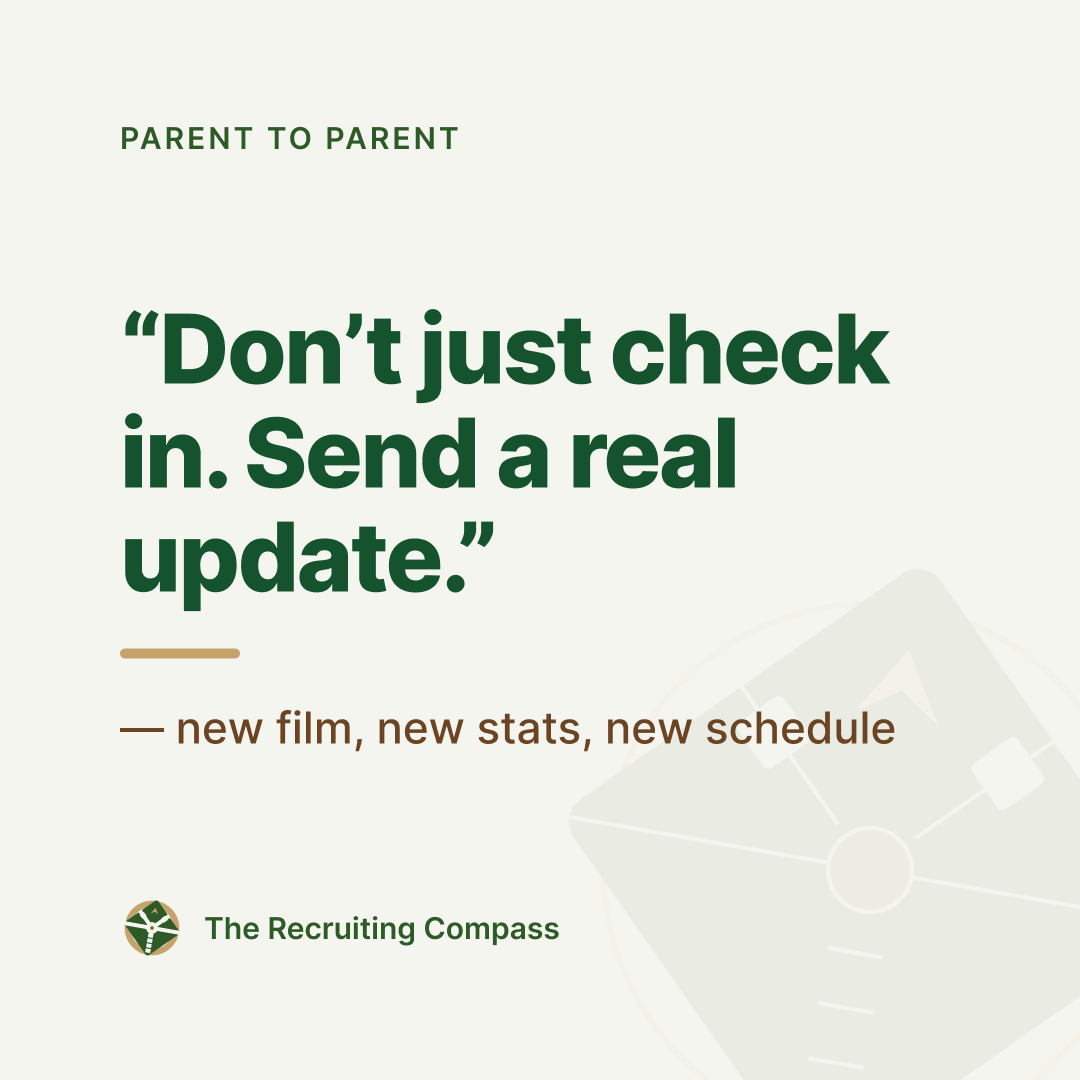 PARENT TO PARENT
“Don’t just check
in. Send a real
update.”
— new film, new stats, new schedule
The Recruiting Compass